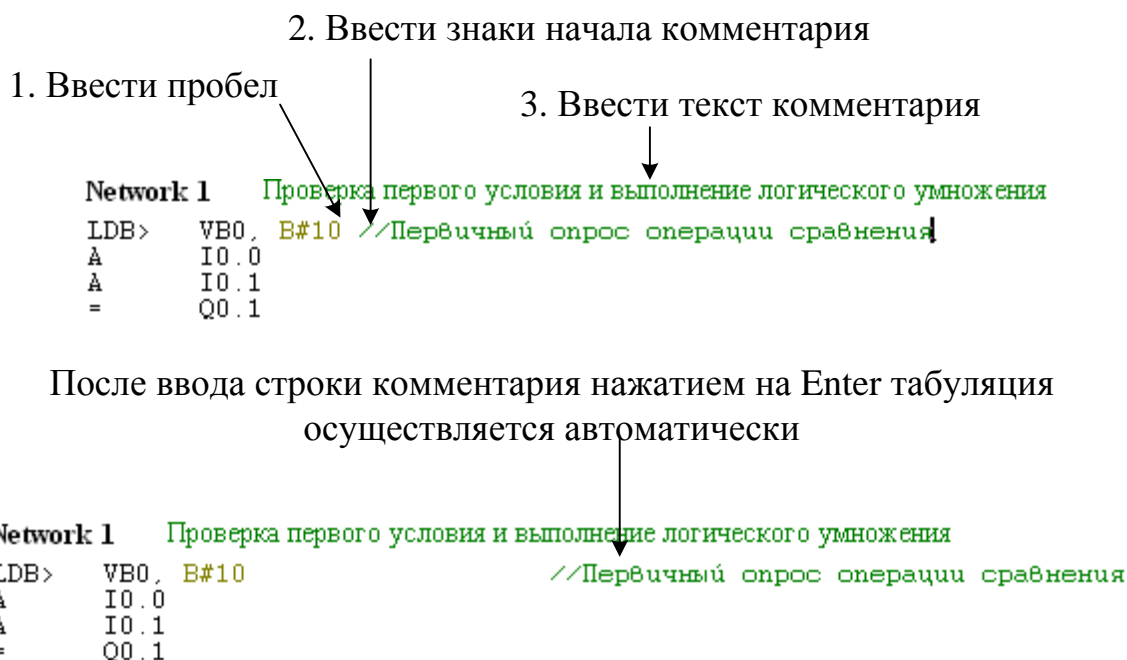 2. Ввести знаки начала комментария
1. Ввести пробел
3. Ввести текст комментария
Network 1 Проверка первого условия и выполнение логического умножения
LDB> VB0, B#10 //Первичный опрос операции сравнения
A I0.0
A I0.1
= Q0.1
После ввода строки комментария нажатием на Enter табуляция
осуществляется автоматически
Network 1 Проверка первого условия и выполнение логического умножения
LDB> VB0, B#10 //Первичный опрос операции сравнения
A I0.0
A I0.1
= Q0.1